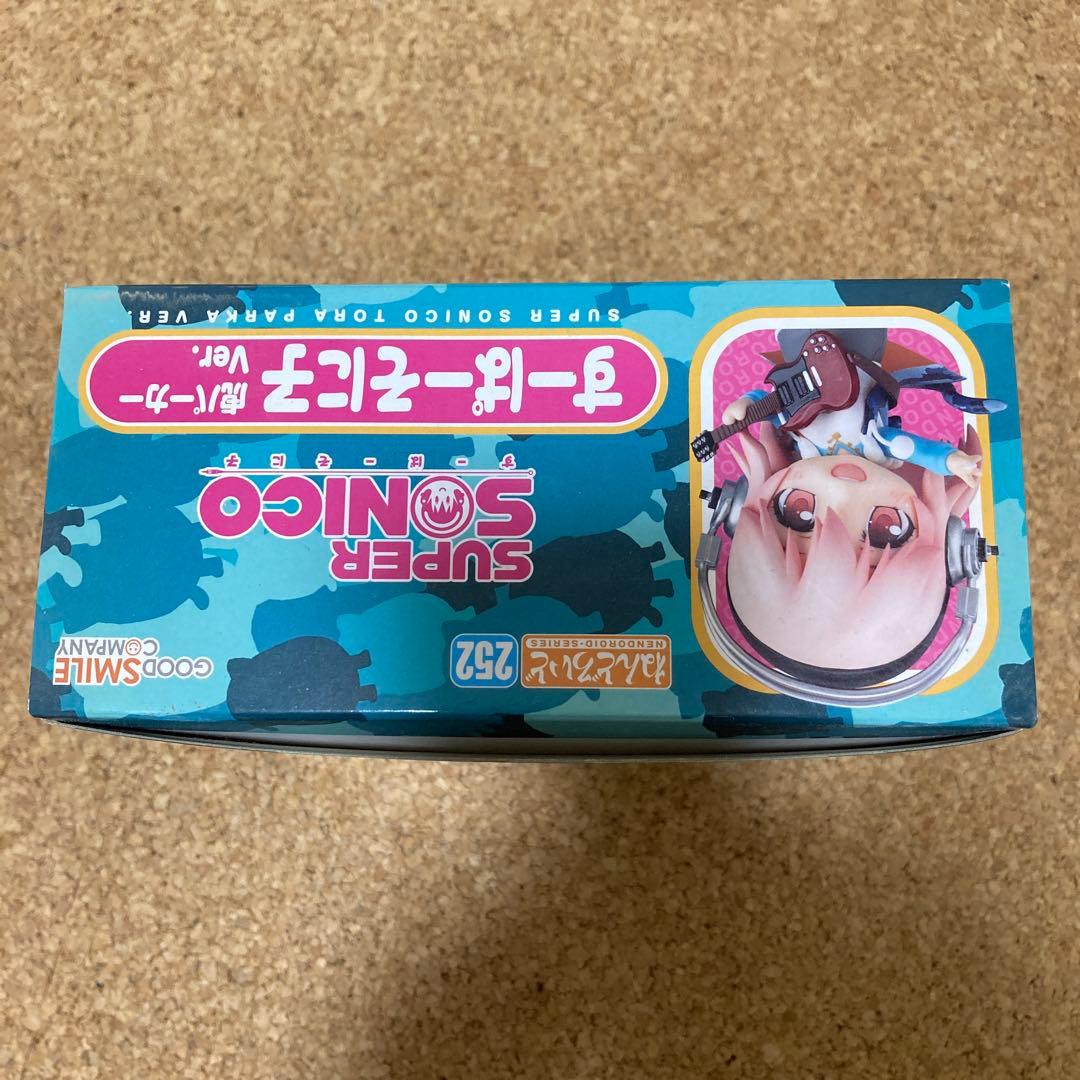 ねんどろいど
NENDOROID・SERIES
252
GOOD SMILE
COMPANY
SUPER
SONICO
すーぱーそに子
すーぱーそに子 虎パーカー
Ver.
SUPER SONICO TORA PARKA VER.